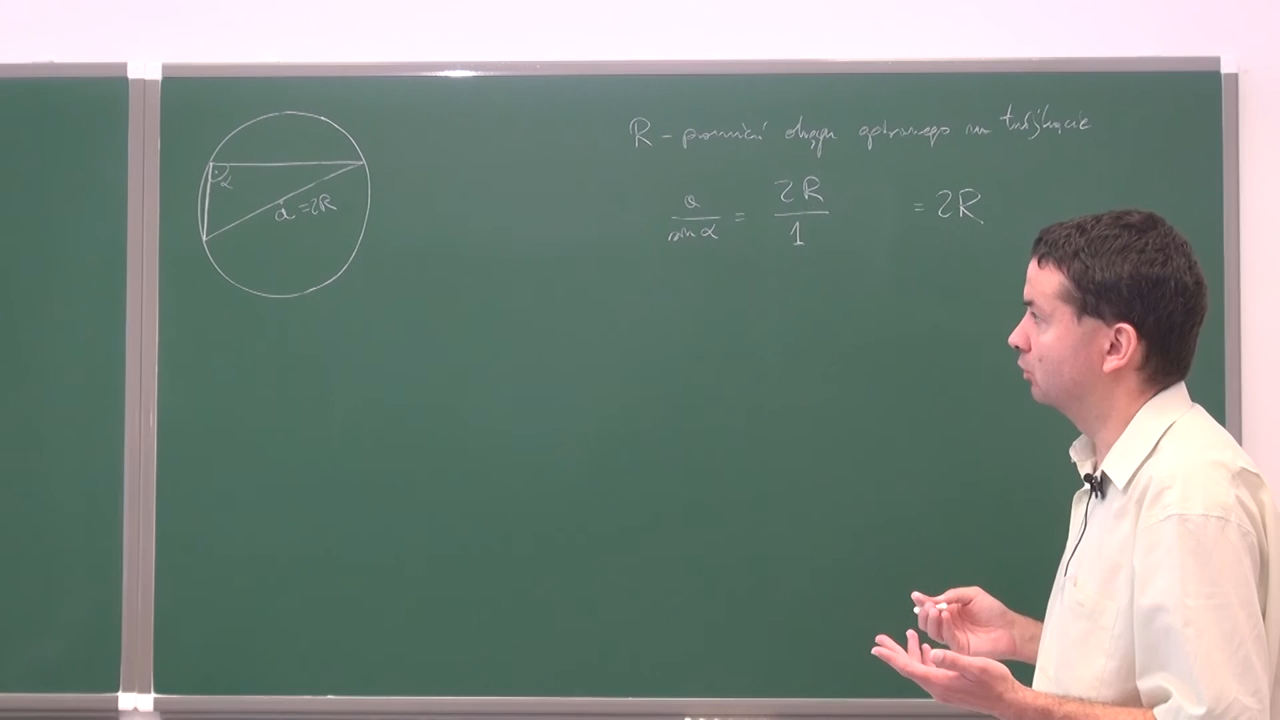 α
a = 2R
R - promień okręgu opisanego na trójkącie
a / sin α = 2R / 1 = 2R